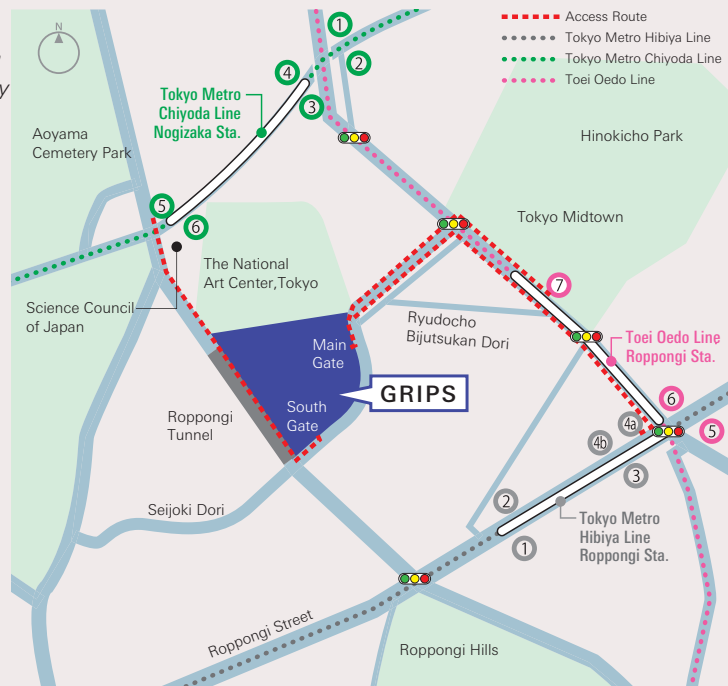 y
N
Access Route
Tokyo Metro Hibiya Line
Tokyo Metro Chiyoda Line
Toei Oedo Line
1
2
4
3
Tokyo Metro
Chiyoda Line
Nogizaka Sta.
Aoyama
Cemetery Park
Hinokicho Park
5
6
Tokyo Midtown
The National
Art Center,Tokyo
7
Science Council
of Japan
Ryudocho
Bijutsukan Dori
Toei Oedo Line
Roppongi Sta.
Main
Gate
GRIPS
South
Gate
Roppongi
Tunnel
6
4a
5
4b
3
Seijoki Dori
2
1
Tokyo Metro
Hibiya Line
Roppongi Sta.
Roppongi Street
Roppongi Hills